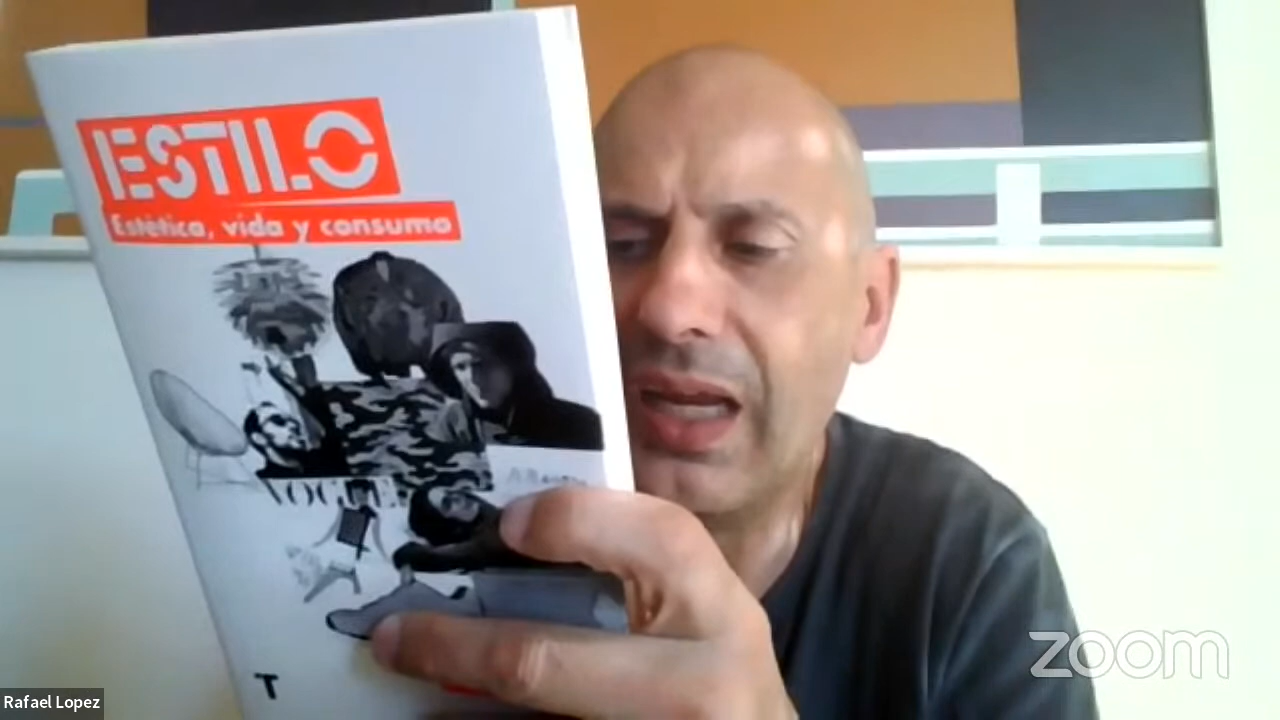 ESTILO
Estética, vida y consumo
VOGUE
T
Rafael Lopez
zoom